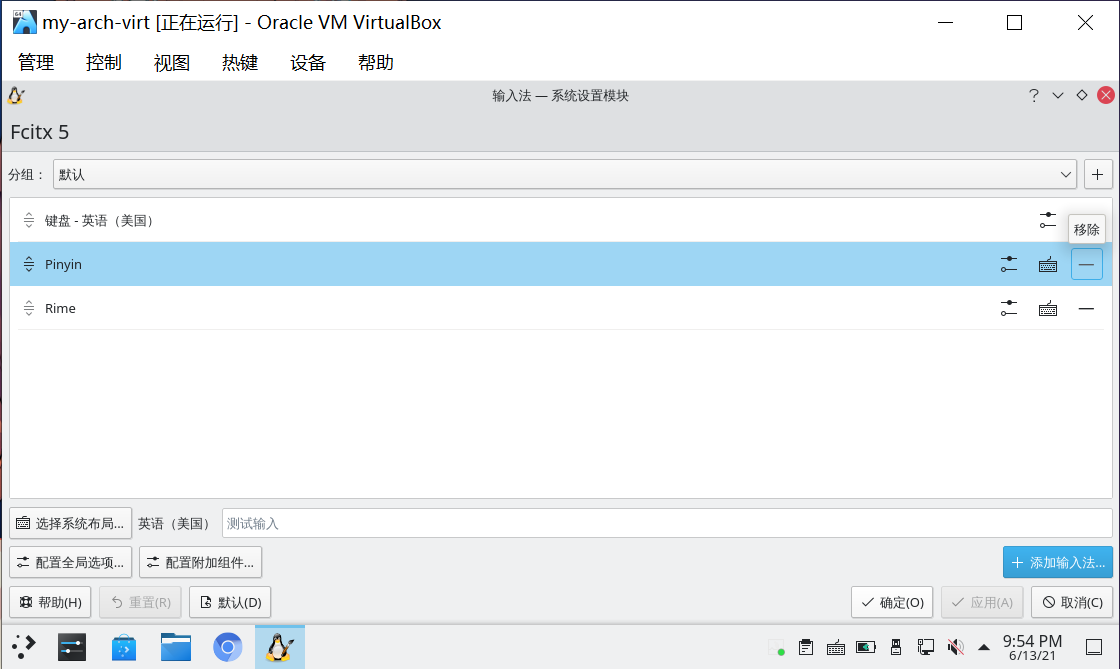 my-arch-virt [正在运行] - Oracle VM VirtualBox
管理 控制 视图 热键 设备 帮助
输入法 — 系统设置模块
Fcitx 5
分组： 默认
键盘 - 英语（美国）
移除
Pinyin
Rime
选择系统布局... 英语（美国） 测试输入
配置全局选项... 配置附加组件... 添加输入法...
帮助(H) 重置(R) 默认(D) 确定(O) 应用(A) 取消(C)
9:54 PM
6/13/21